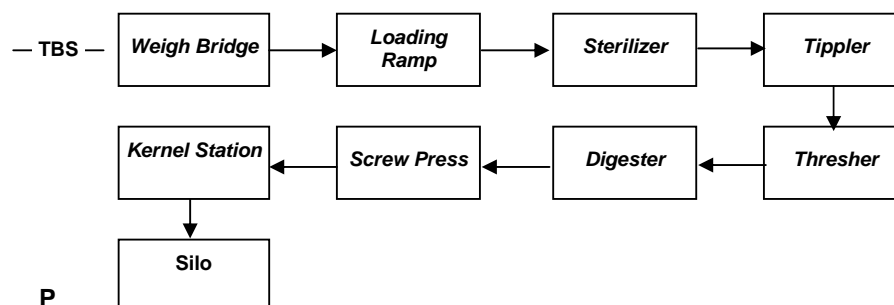 — TBS —
Weigh Bridge
Loading
Ramp
Sterilizer
Tippler
Kernel Station
Screw Press
Digester
Thresher
Silo
P